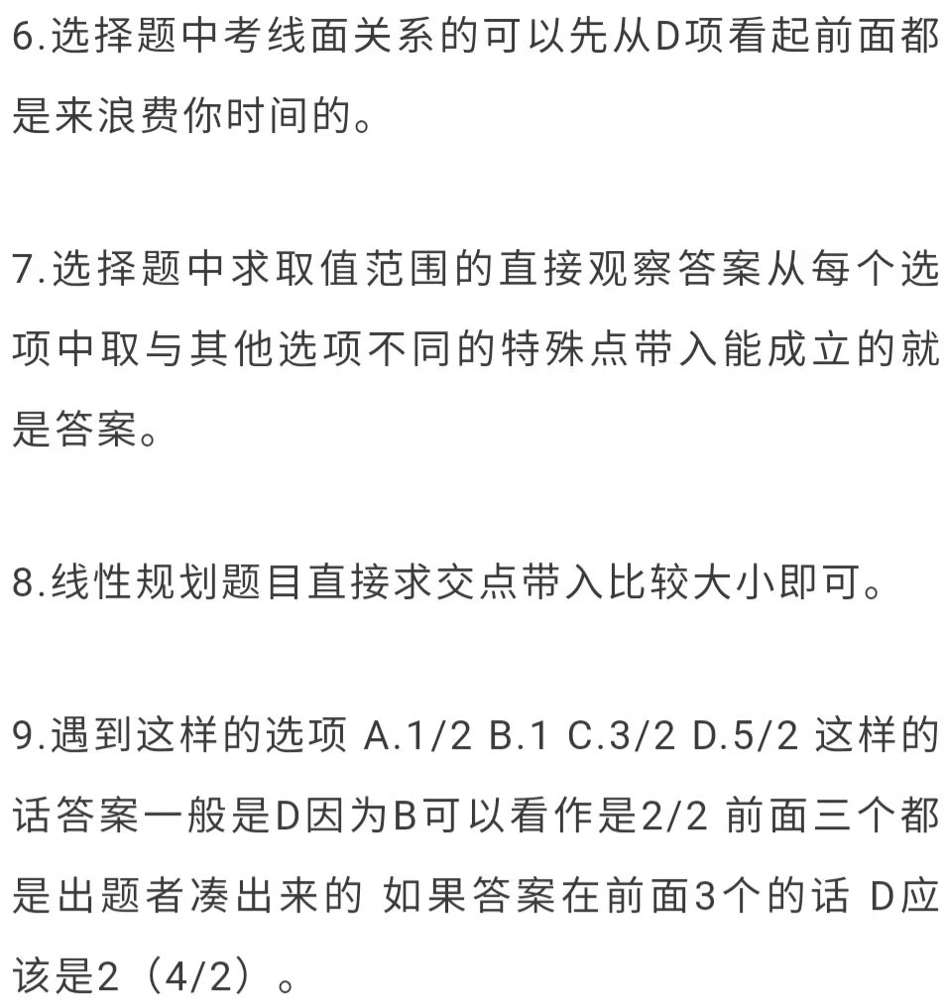 6.选择题中考线面关系的可以先从D项看起前面都
是来浪费你时间的。
7.选择题中求取值范围的直接观察答案从每个选
项中取与其他选项不同的特殊点带入能成立的就
是答案。
8.线性规划题目直接求交点带入比较大小即可。
9.遇到这样的选项 A.1/2 B.1 C.3/2 D.5/2 这样的
话答案一般是D因为B可以看作是2/2 前面三个都
是出题者凑出来的 如果答案在前面3个的话 D应
该是2（4/2）。